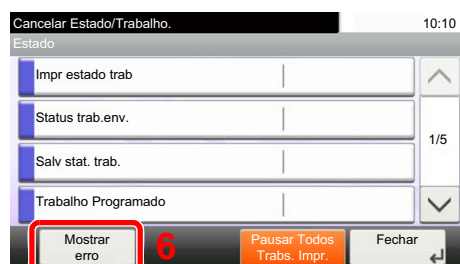 Cancelar Estado/Trabalho.
10:10
Estado
Impr estado trab
Status trab.env.
1/5
Salv stat. trab.
Trabalho Programado
Mostrar
erro
6
Pausar Todos
Trabs. Impr.
Fechar